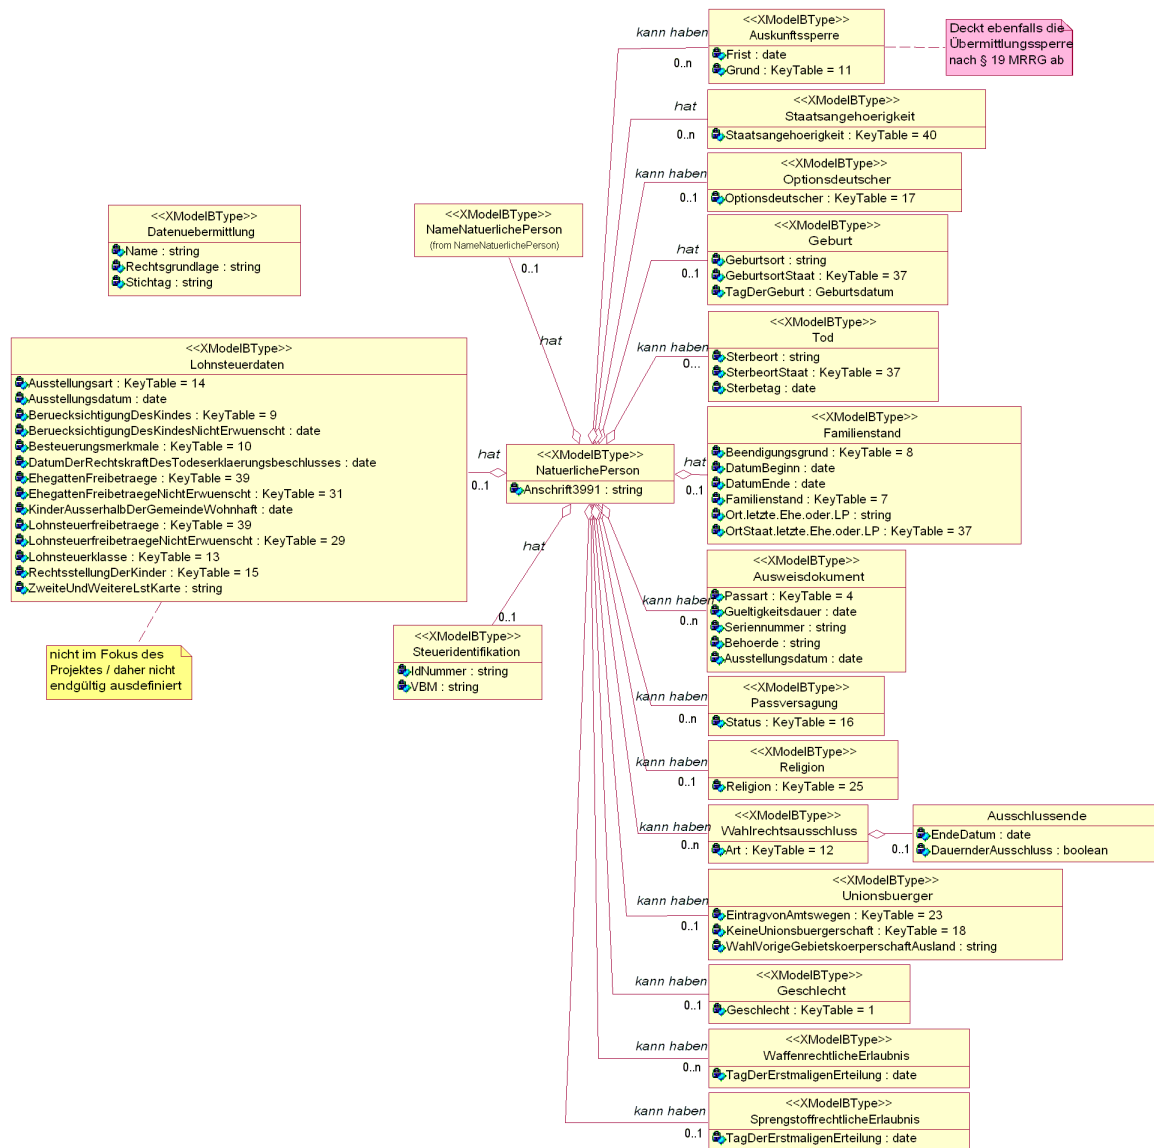 <<XModelBType>>
Auskunftssperre
Frist : date
Grund : KeyTable = 11
kann haben
0..n
Deckt ebenfalls die
Übermittlungssperre
nach § 19 MRRG ab
<<XModelBType>>
Staatsangehoerigkeit
Staatsangehoerigkeit : KeyTable = 40
hat
0..n
<<XModelBType>>
Optionsdeutscher
Optionsdeutscher : KeyTable = 17
kann haben
0..1
<<XModelBType>>
Datenuebermittlung
Name : string
Rechtsgrundlage : string
Stichtag : string
<<XModelBType>>
NameNatuerlichePerson
(from NameNatuerlichePerson)
0..1
hat
<<XModelBType>>
Geburt
Geburtsort : string
GeburtsortStaat : KeyTable = 37
TagDerGeburt : Geburtsdatum
hat
0..1
<<XModelBType>>
Tod
Sterbeort : string
SterbeortStaat : KeyTable = 37
Sterbetag : date
kann haben
0...
<<XModelBType>>
Lohnsteuerdaten
Ausstellungsart : KeyTable = 14
Ausstellungsdatum : date
BeruecksichtigungDesKindes : KeyTable = 9
BeruecksichtigungDesKindesNichtErwuenscht : date
Besteuerungsmerkmale : KeyTable = 10
DatumDerRechtskraftDesTodeserklaerungsbeschlusses : date
EhegattenFreibetraege : KeyTable = 39
EhegattenFreibetraegeNichtErwuenscht : KeyTable = 31
KinderAusserhalbDerGemeindeWohnhaft : date
Lohnsteuerfreibetraege : KeyTable = 39
LohnsteuerfreibetraegeNichtErwuenscht : KeyTable = 29
Lohnsteuerklasse : KeyTable = 13
RechtsstellungDerKinder : KeyTable = 15
ZweiteUndWeitereLstKarte : string
hat
0..1
nicht im Fokus des
Projektes / daher nicht
endgültig ausdefiniert
<<XModelBType>>
NatuerlichePerson
Anschrift3991 : string
<<XModelBType>>
Familienstand
Beendigungsgrund : KeyTable = 8
DatumBeginn : date
DatumEnde : date
Familienstand : KeyTable = 7
Ort.letzte.Ehe.oder.LP : string
OrtStaat.letzte.Ehe.oder.LP : KeyTable = 37
hat
0..1
hat
0..1
<<XModelBType>>
Steueridentifikation
IdNummer : string
VBM : string
<<XModelBType>>
Ausweisdokument
Passart : KeyTable = 4
Gueltigkeitsdauer : date
Seriennummer : string
Behoerde : string
Ausstellungsdatum : date
kann haben
0..n
<<XModelBType>>
Passversagung
Status : KeyTable = 16
kann haben
0..n
<<XModelBType>>
Religion
Religion : KeyTable = 25
kann haben
0..1
<<XModelBType>>
Wahlrechtsausschluss
Art : KeyTable = 12
kann haben
0..n
Ausschlussende
EndeDatum : date
DauernderAusschluss : boolean
0..1
<<XModelBType>>
Unionsbuerger
EintragvonAmtswegen : KeyTable = 23
KeineUnionsbuergerschaft : KeyTable = 18
WahlVorigeGebietskoerperschaftAusland : string
kann haben
0..1
<<XModelBType>>
Geschlecht
Geschlecht : KeyTable = 1
kann haben
0..1
<<XModelBType>>
WaffenrechtlicheErlaubnis
TagDerErstmaligenErteilung : date
kann haben
0..n
<<XModelBType>>
SprengstoffrechtlicheErlaubnis
TagDerErstmaligenErteilung : date
kann haben
0..1